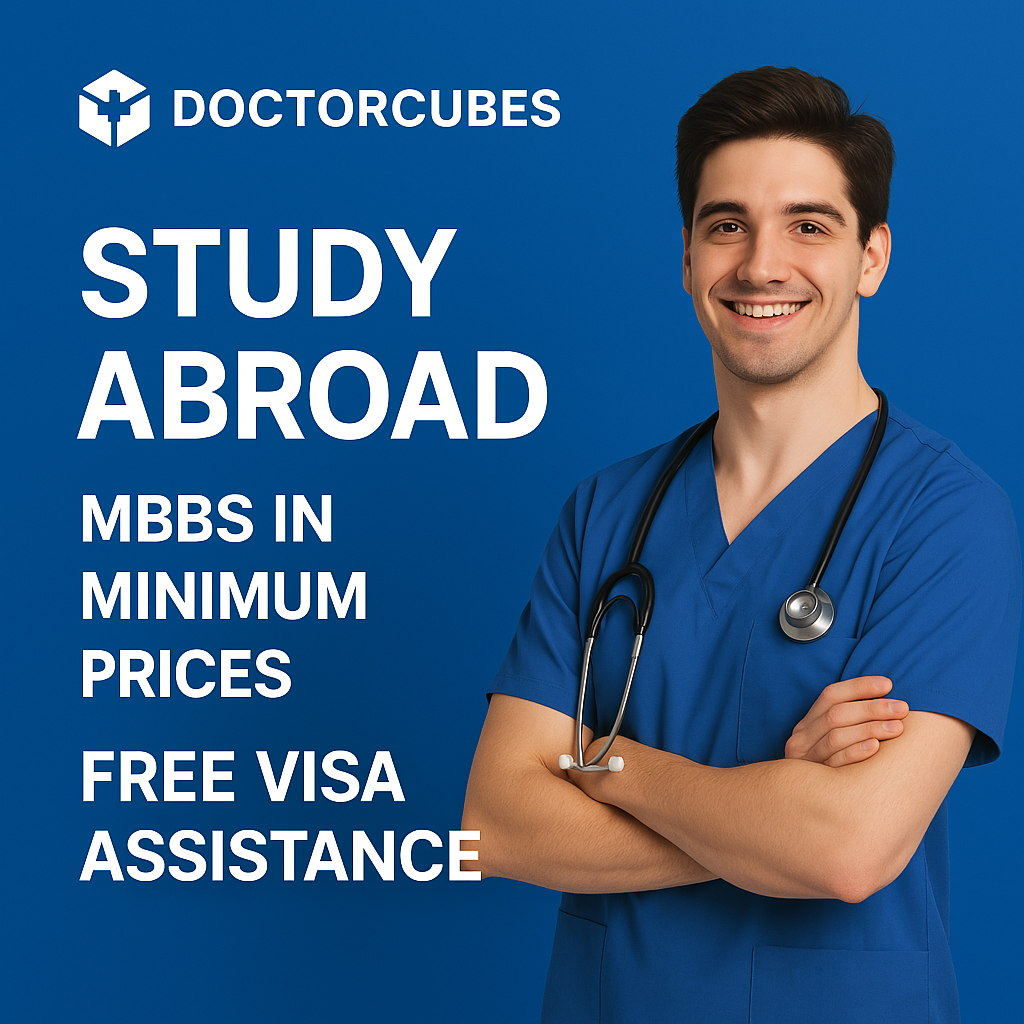 DOCTORCUBES
STUDY
ABROAD
MBBS IN
MINIMUM
PRICES
FREE VISA
ASSISTANCE